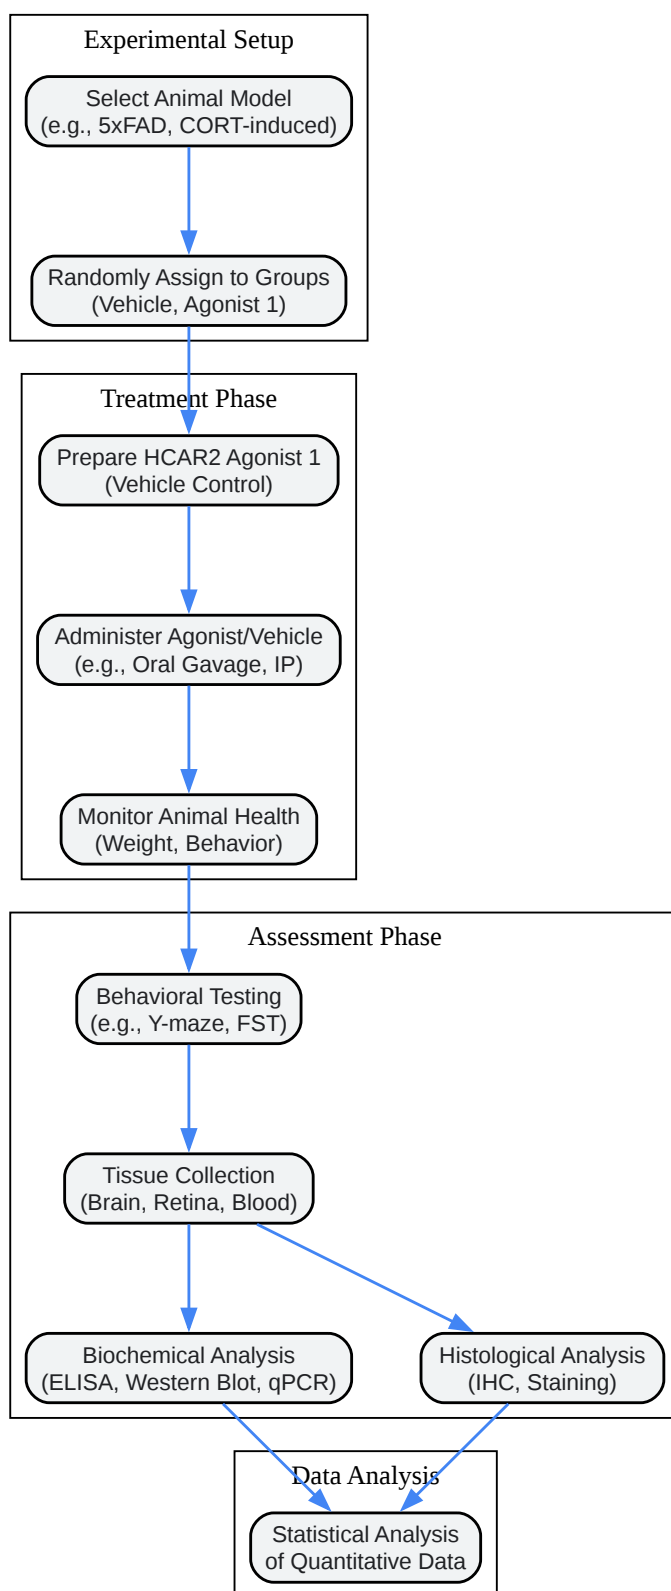 Experimental Setup
Select Animal Model
(e.g., 5xFAD, CORT-induced)
Randomly Assign to Groups
(Vehicle, Agonist 1)
Treatment Phase
Prepare HCAR2 Agonist 1
(Vehicle Control)
Administer Agonist/Vehicle
(e.g., Oral Gavage, IP)
Monitor Animal Health
(Weight, Behavior)
Assessment Phase
Behavioral Testing
(e.g., Y-maze, FST)
Tissue Collection
(Brain, Retina, Blood)
Biochemical Analysis
(ELISA, Western Blot, qPCR)
Histological Analysis
(IHC, Staining)
Data Analysis
Statistical Analysis
of Quantitative Data